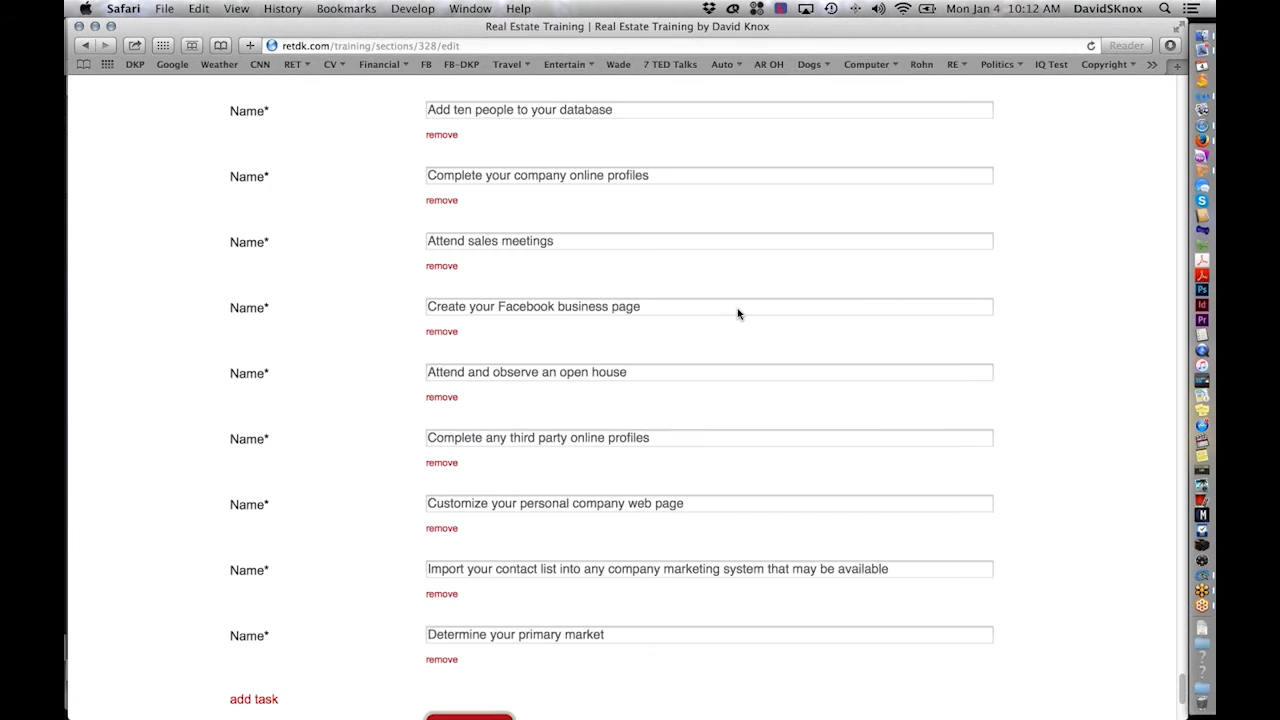 Safari File Edit View History Bookmarks Develop Window Help Mon Jan 4 10:12 AM DavidSKnox
Real Estate Training | Real Estate Training by David Knox
retdk.com/training/sections/328/edit Reader
DKP Google Weather CNN RET CV Financial FB FB-DKP Travel Entertain Wade 7 TED Talks Auto AR OH Dogs Computer Rohn RE Politics IQ Test Copyright
Name* Add ten people to your database
remove
Name* Complete your company online profiles
remove
Name* Attend sales meetings
remove
Name* Create your Facebook business page
remove
Name* Attend and observe an open house
remove
Name* Complete any third party online profiles
remove
Name* Customize your personal company web page
remove
Name* Import your contact list into any company marketing system that may be available
remove
Name* Determine your primary market
remove
add task